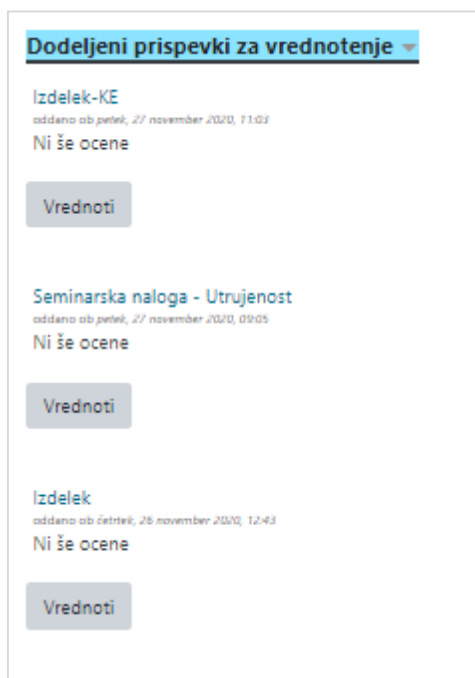 Dodeljeni prispevki za vrednotenje
Izdelek-KE
oddano ob petek, 27 november 2020, 11:03
Ni še ocene
Vrednoti
Seminarska naloga - Utrujenost
oddano ob petek, 27 november 2020, 09:05
Ni še ocene
Vrednoti
Izdelek
oddano ob četrtek, 26 november 2020, 12:43
Ni še ocene
Vrednoti